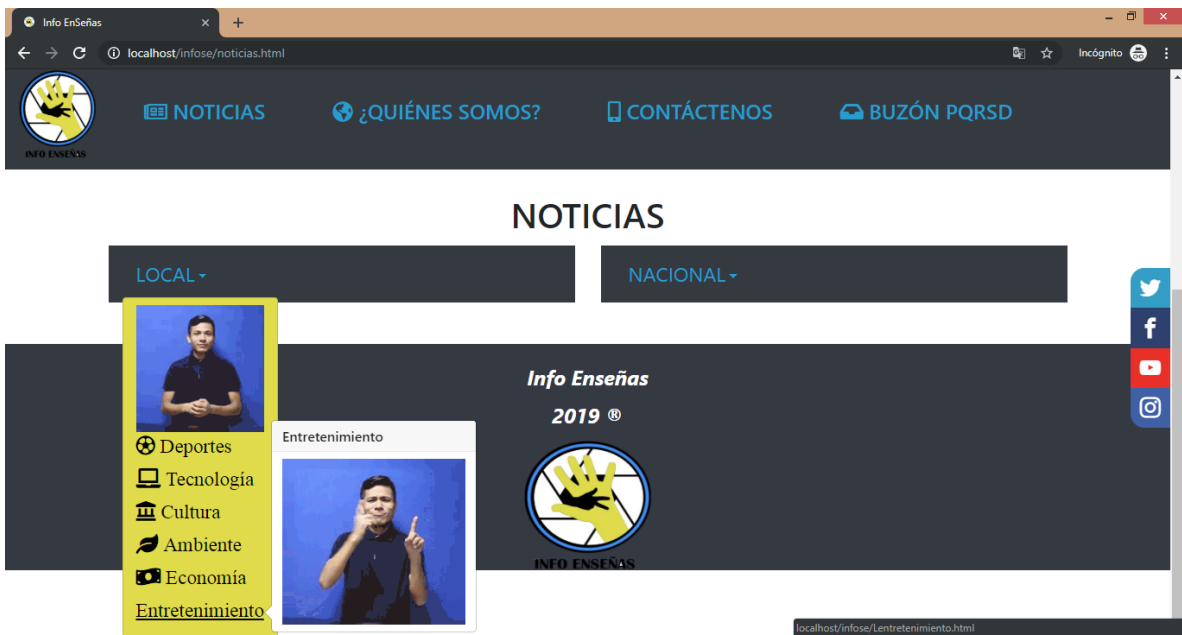 Info EnSeñas
localhost/infose/noticias.html
Incógnito
INFO ENSEÑAS
NOTICIAS
¿QUIÉNES SOMOS?
CONTÁCTENOS
BUZÓN PQRSD
NOTICIAS
LOCAL
NACIONAL
Info Enseñas
2019 ®
INFO ENSEÑAS
Deportes
Tecnología
Cultura
Ambiente
Economía
Entretenimiento
Entretenimiento
localhost/infose/Lentretenimiento.html